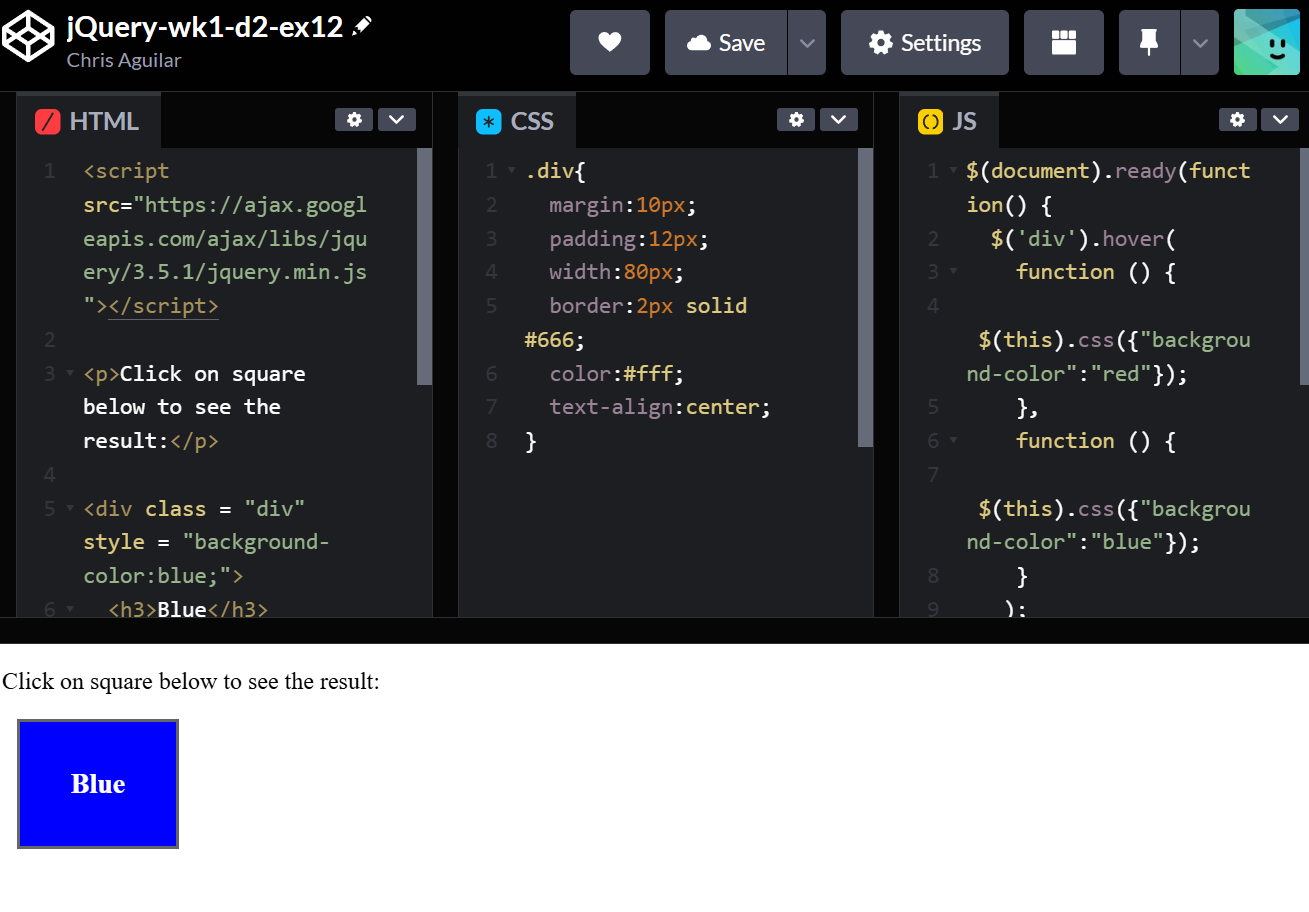 jQuery-wk1-d2-ex12
Chris Aguilar
Save
Settings
HTML
1 <script
src="https://ajax.googl
eapis.com/ajax/libs/jqu
ery/3.5.1/jquery.min.js
"></script>
2
3 <p>Click on square
below to see the
result:</p>
4
5 <div class = "div"
style = "background-
color:blue;">
6 <h3>Blue</h3>
CSS
1 .div{
2 margin:10px;
3 padding:12px;
4 width:80px;
5 border:2px solid
#666;
6 color:#fff;
7 text-align:center;
8 }
JS
1 $(document).ready(funct
ion() {
2 $('div').hover(
3 function () {
4
$(this).css({"backgrou
nd-color":"red"});
5 },
6 function () {
7
$(this).css({"backgrou
nd-color":"blue"});
8 }
9 );
Click on square below to see the result:
Blue